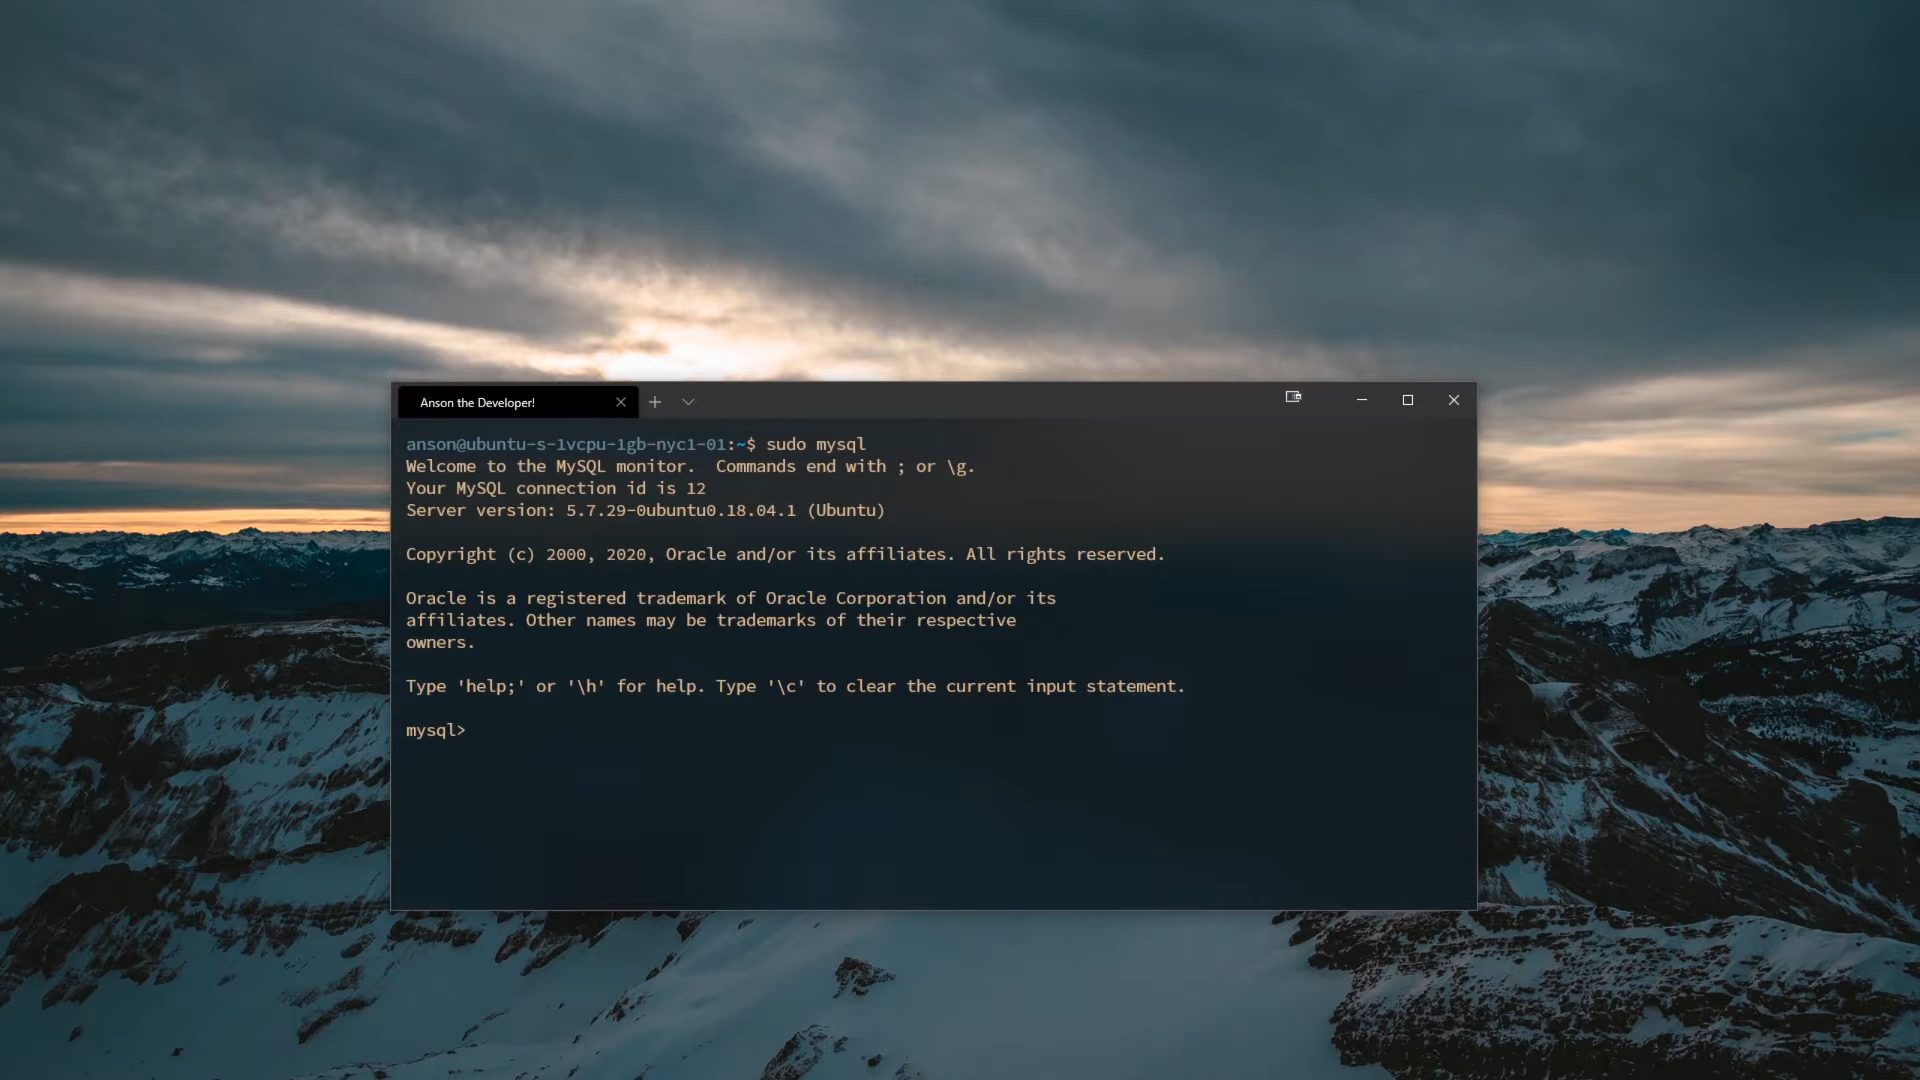 Anson the Developer!
anson@ubuntu-s-1vcpu-1gb-nyc1-01:~$ sudo mysql
Welcome to the MySQL monitor.  Commands end with ; or \g.
Your MySQL connection id is 12
Server version: 5.7.29-0ubuntu0.18.04.1 (Ubuntu)
Copyright (c) 2000, 2020, Oracle and/or its affiliates. All rights reserved.
Oracle is a registered trademark of Oracle Corporation and/or its
affiliates. Other names may be trademarks of their respective
owners.
Type 'help;' or '\h' for help. Type '\c' to clear the current input statement.
mysql>